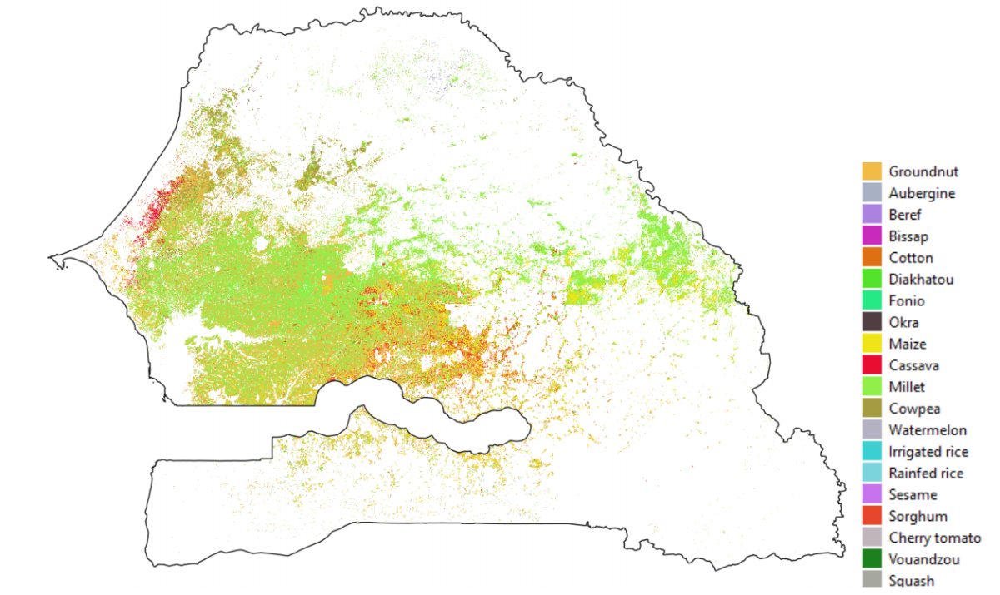 Groundnut
Aubergine
Beref
Bissap
Cotton
Diakhatou
Fonio
Okra
Maize
Cassava
Millet
Cowpea
Watermelon
Irrigated rice
Rainfed rice
Sesame
Sorghum
Cherry tomato
Vouandzou
Squash